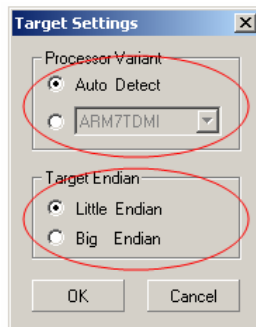 Target Settings
Processor Variant
Auto Detect
ARM7TDMI
Target Endian
Little Endian
Big Endian
OK
Cancel